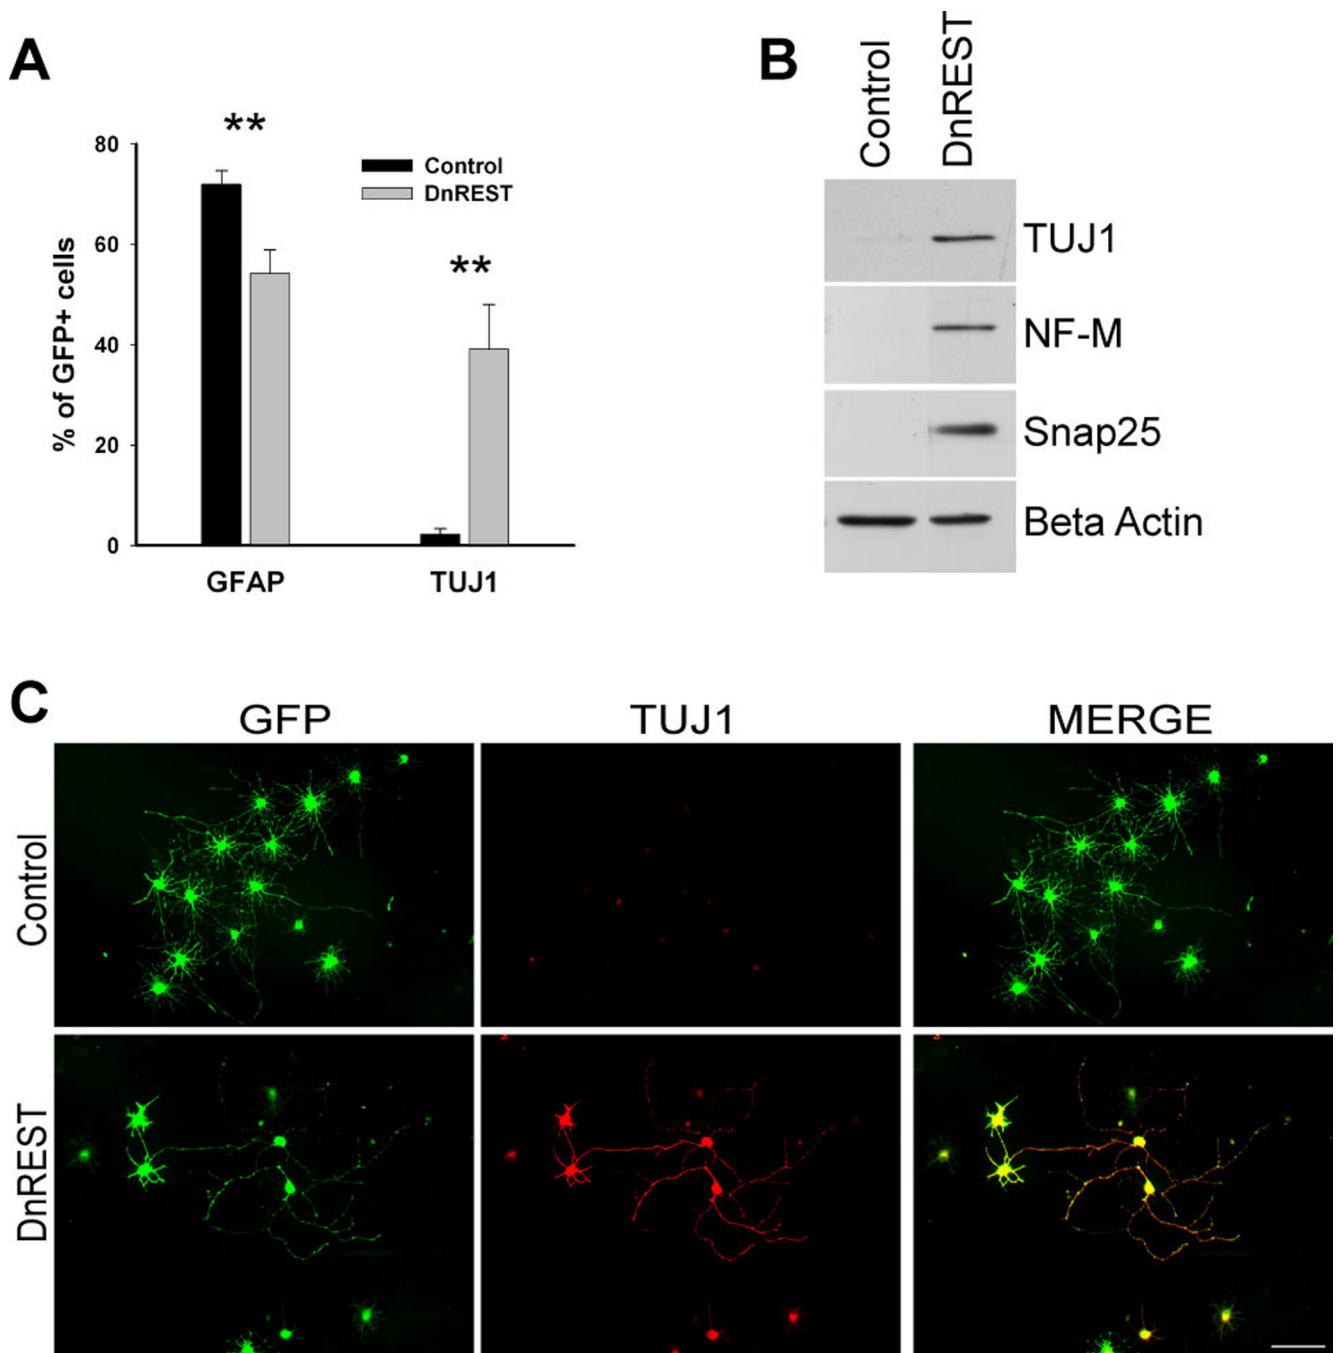 A
**
80
60
40
20
0
% of GFP+ cells
Control
DnREST
**
GFAP
TUJ1
B
Control
DnREST
TUJ1
NF-M
Snap25
Beta Actin
C
GFP
TUJ1
MERGE
Control
DnREST